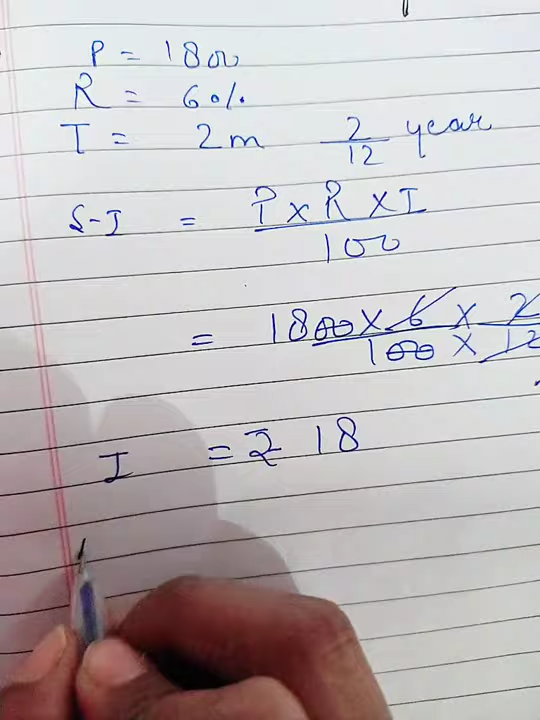 P = 1800
R = 6%
T = 2m 2/12 year
S-I = P × R × T / 100
= 1800 × 6 × 2 / 100 × 12
I = ₹ 18